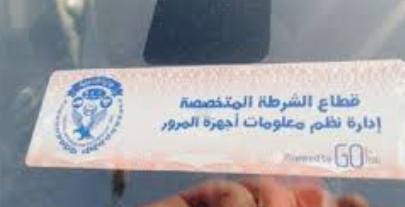 قطاع الشرطة المتخصصة
إدارة نظم معلومات أجهزة المرور
Powered by GO